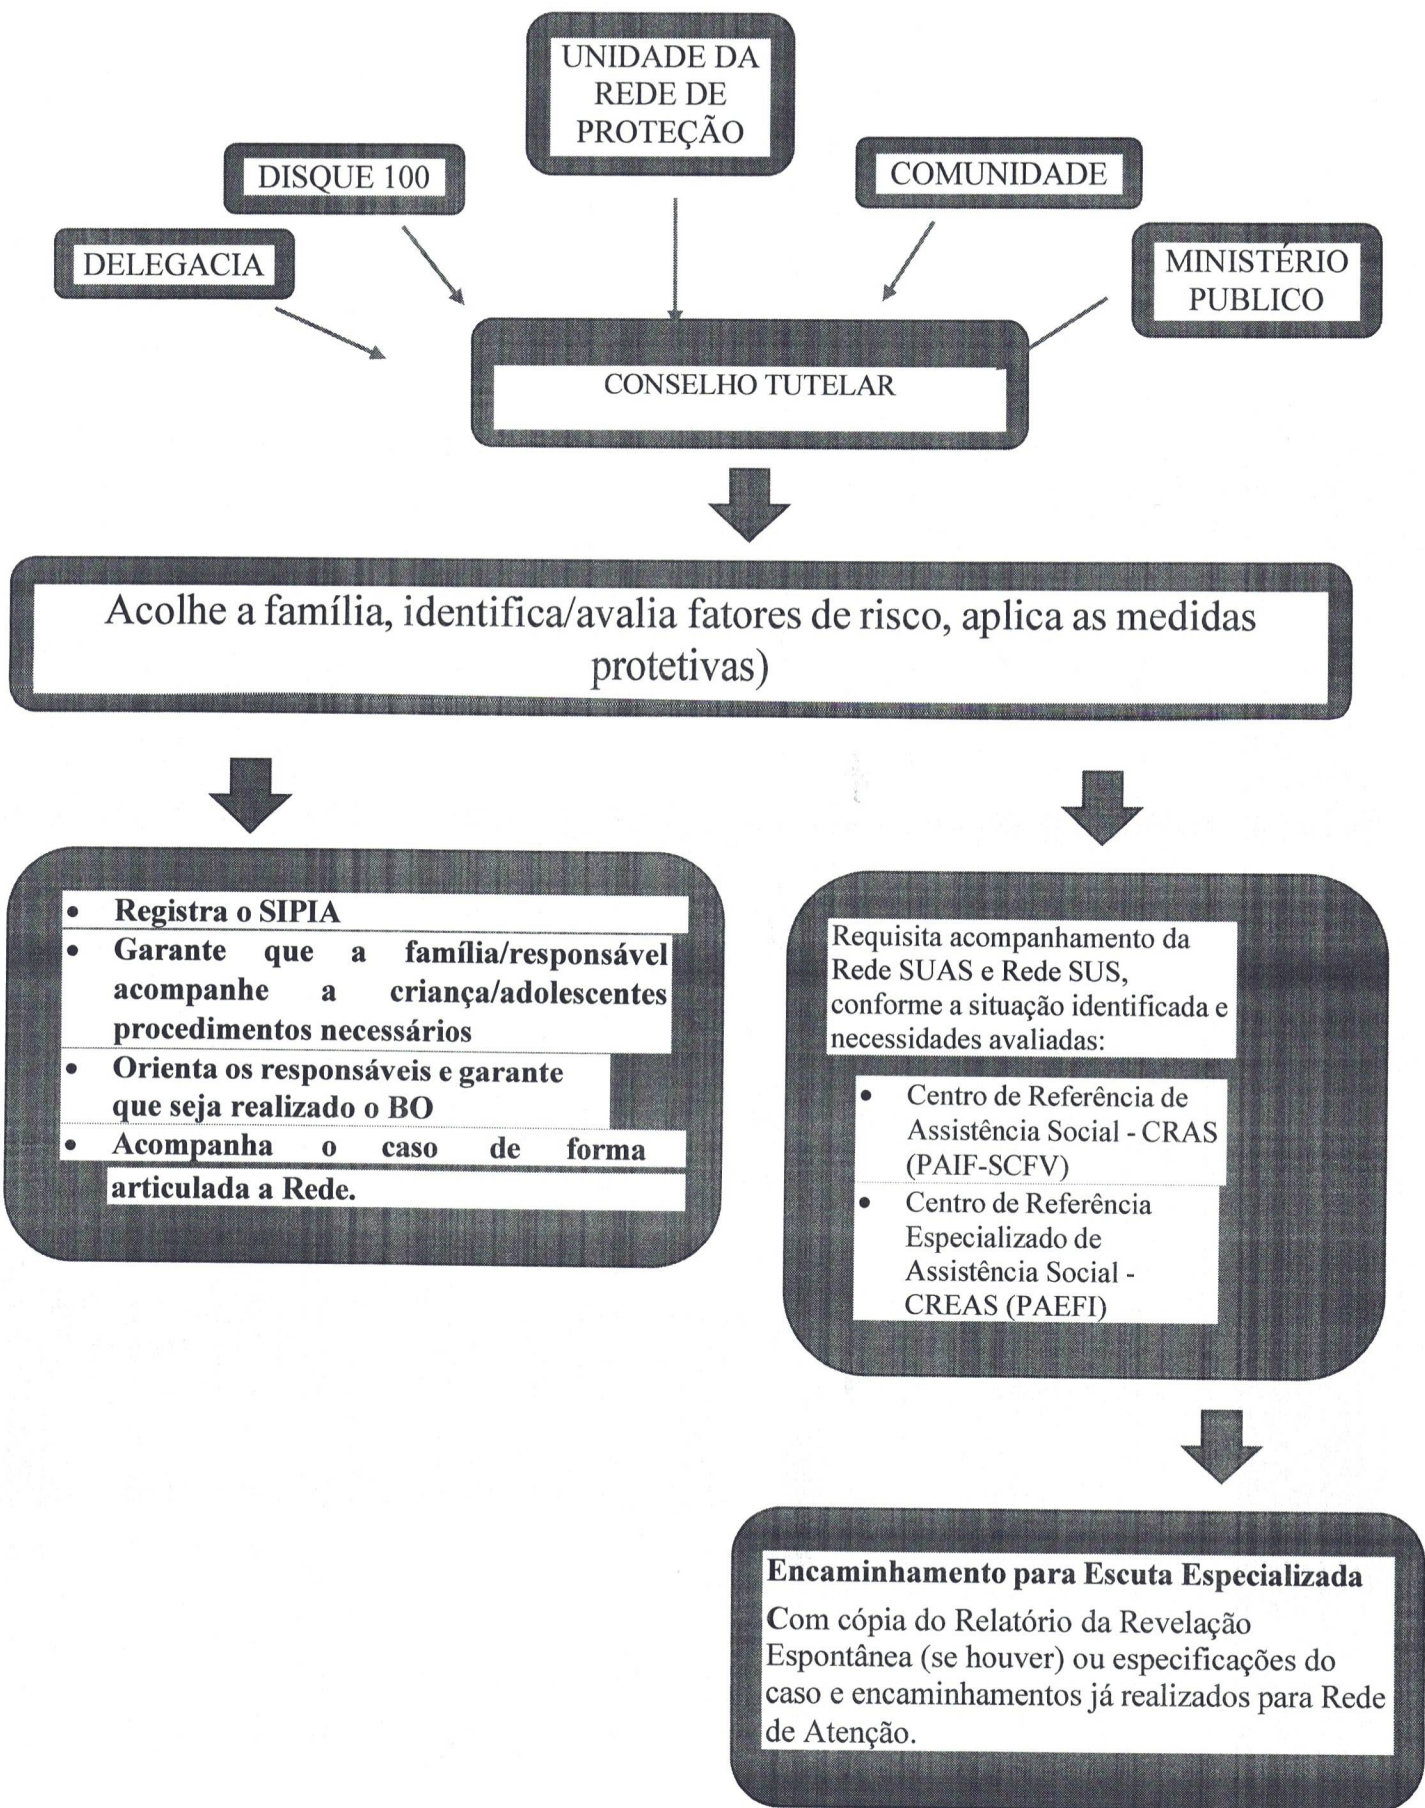 UNIDADE DA
REDE DE
PROTEÇÃO
DISQUE 100
COMUNIDADE
DELEGACIA
MINISTÉRIO
PUBLICO
CONSELHO TUTELAR
Acolhe a família, identifica/avalia fatores de risco, aplica as medidas
protetivas)
• Registra o SIPIA
• Garante que a família/responsável
acompanhe a criança/adolescentes
procedimentos necessários
• Orienta os responsáveis e garante
que seja realizado o BO
• Acompanha o caso de forma
articulada a Rede.
Requisita acompanhamento da
Rede SUAS e Rede SUS,
conforme a situação identificada e
necessidades avaliadas:
• Centro de Referência de
Assistência Social - CRAS
(PAIF-SCFV)
• Centro de Referência
Especializado de
Assistência Social -
CREAS (PAEFI)
Encaminhamento para Escuta Especializada
Com cópia do Relatório da Revelação
Espontânea (se houver) ou especificações do
caso e encaminhamentos já realizados para Rede
de Atenção.